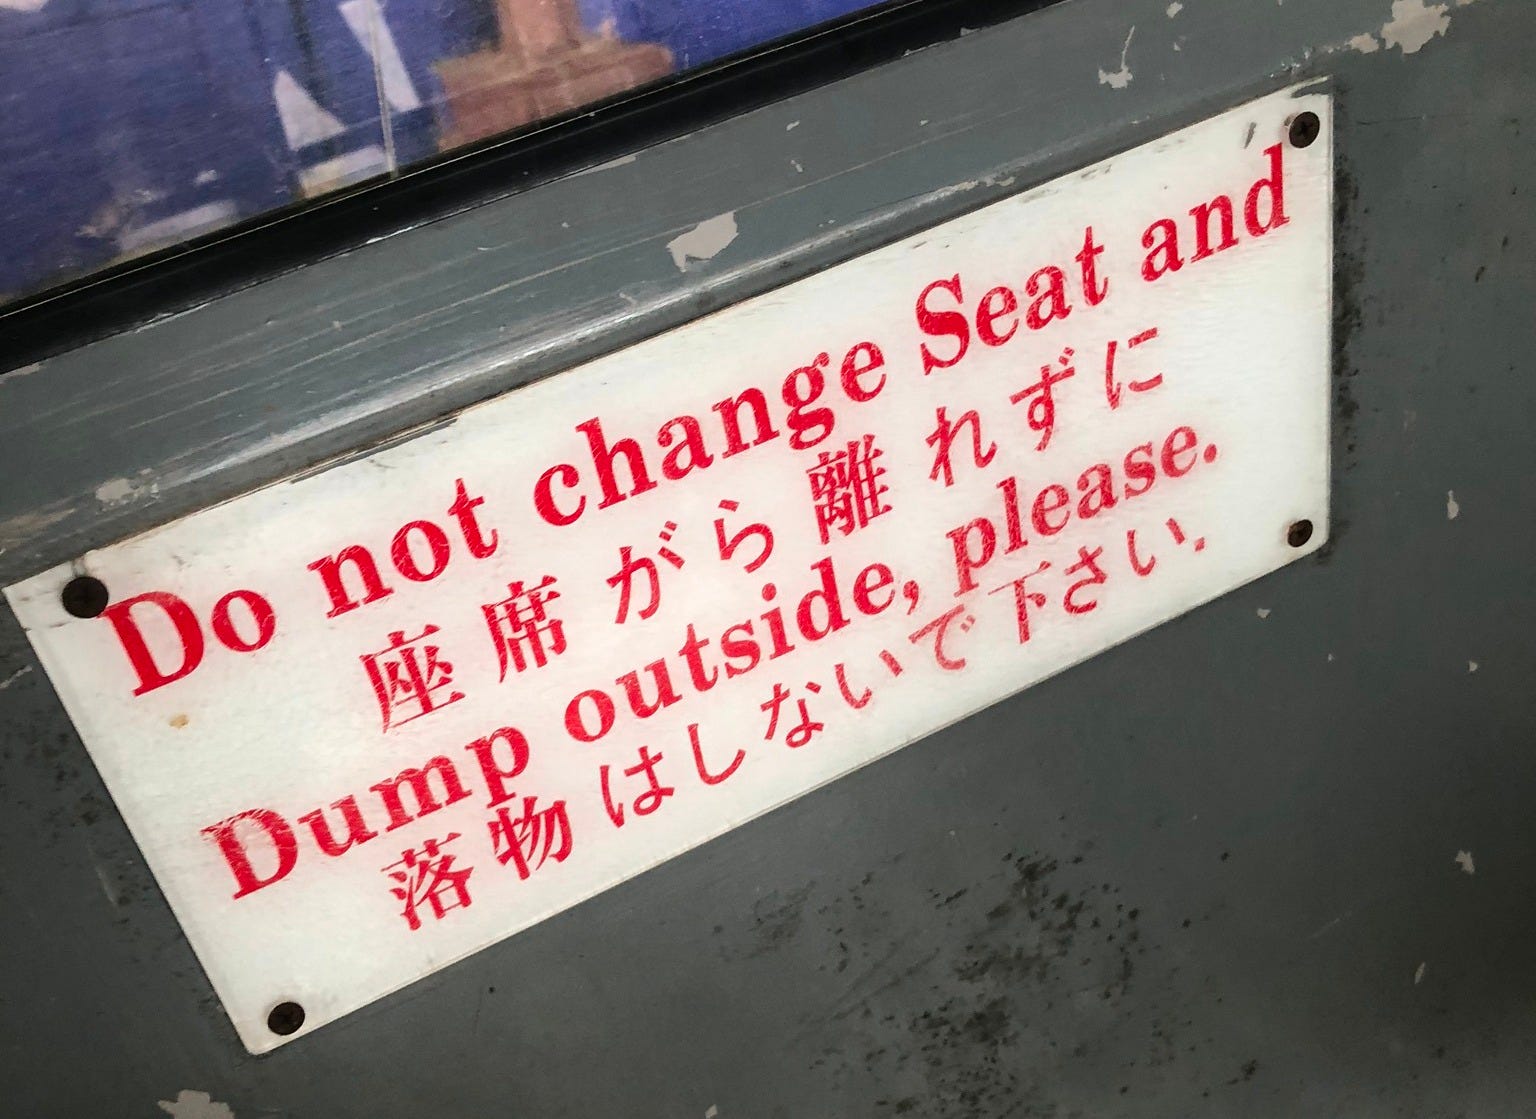 Do not change Seat and
座席がら離れずに
Dump outside, please.
落物はしないで下さい.